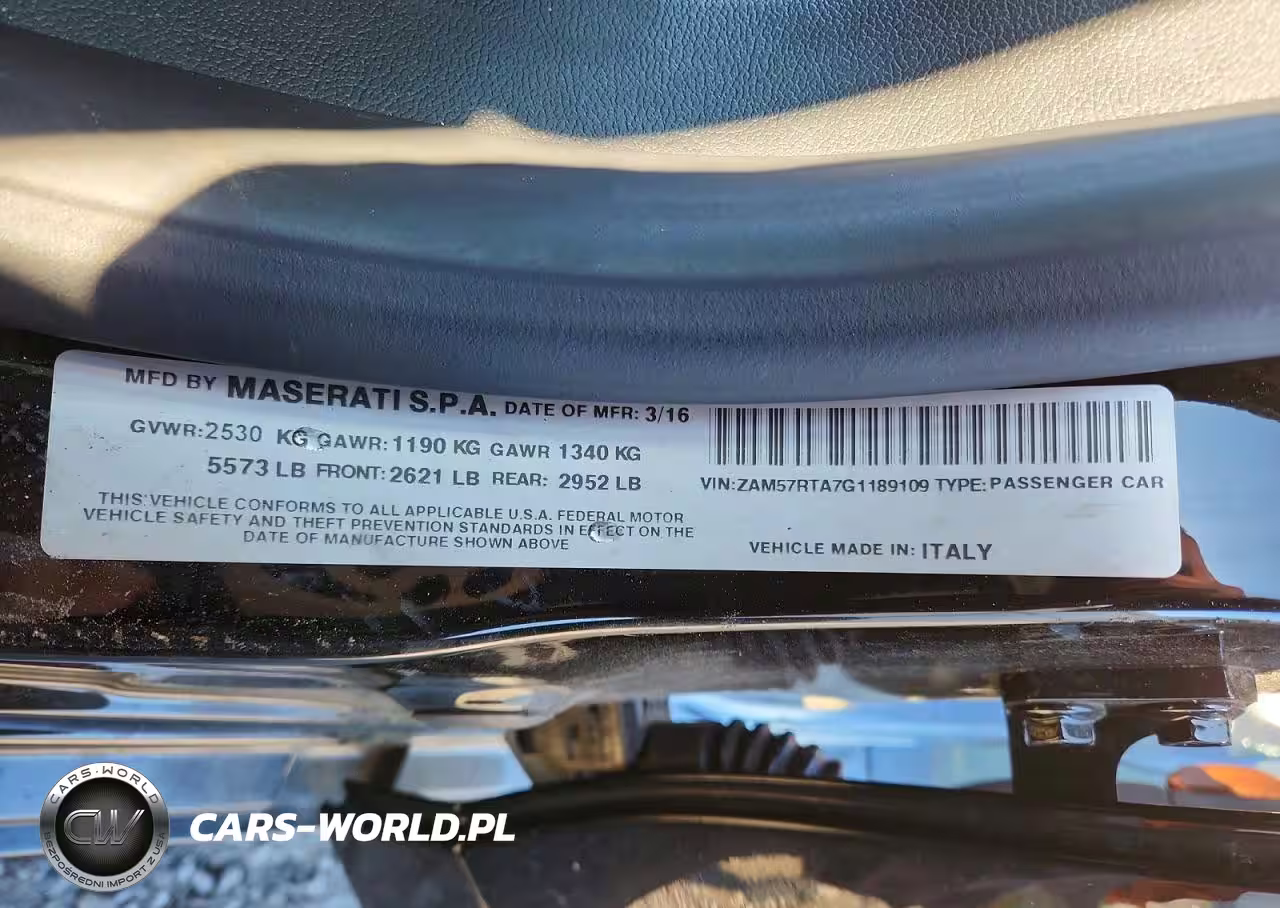 MFD BY MASERATI S.P.A. DATE OF MFR: 3/16
GVWR:2530 KG GAWR:1190 KG GAWR 1340 KG
5573 LB FRONT:2621 LB REAR: 2952 LB
THIS VEHICLE CONFORMS TO ALL APPLICABLE U.S.A. FEDERAL MOTOR
VEHICLE SAFETY AND THEFT PREVENTION STANDARDS IN EFFECT ON THE
DATE OF MANUFACTURE SHOWN ABOVE
VIN:ZAM57RTA7G1189109 TYPE:PASSENGER CAR
VEHICLE MADE IN: ITALY
CARS-WORLD
CW
BEZPOŚREDNI IMPORT Z USA
CARS-WORLD.PL